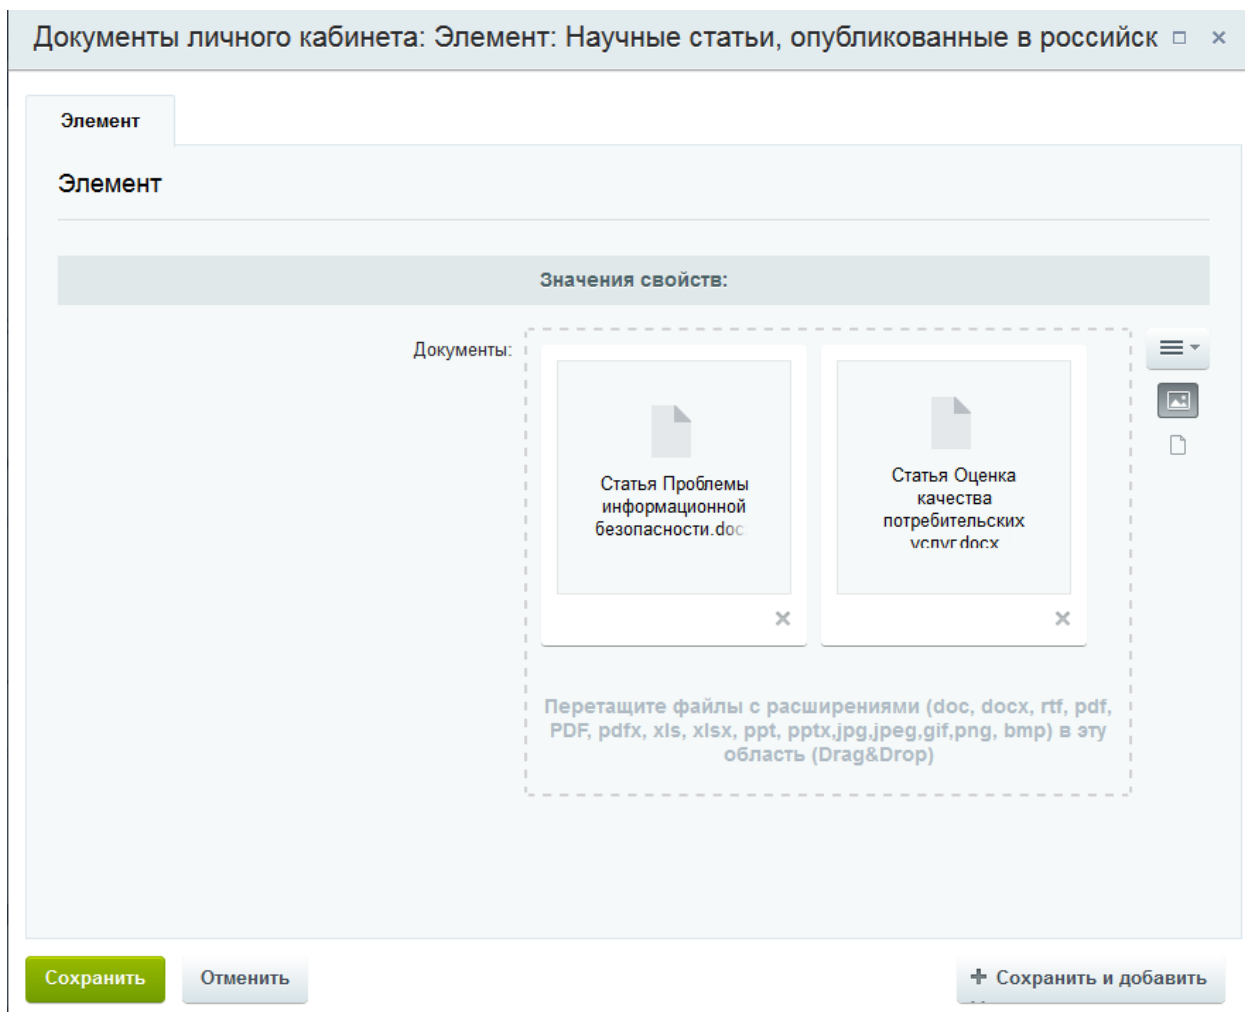 Документы личного кабинета: Элемент: Научные статьи, опубликованные в российск
Элемент
Элемент
Значения свойств:
Документы:
Статья Проблемы
информационной
безопасности.doc
Статья Оценка
качества
потребительских
услуг.docx
Перетащите файлы с расширениями (doc, docx, rtf, pdf,
PDF, pdfx, xls, xlsx, ppt, pptx,jpg,jpeg,gif,png, bmp) в эту
область (Drag&Drop)
Сохранить
Отменить
+ Сохранить и добавить